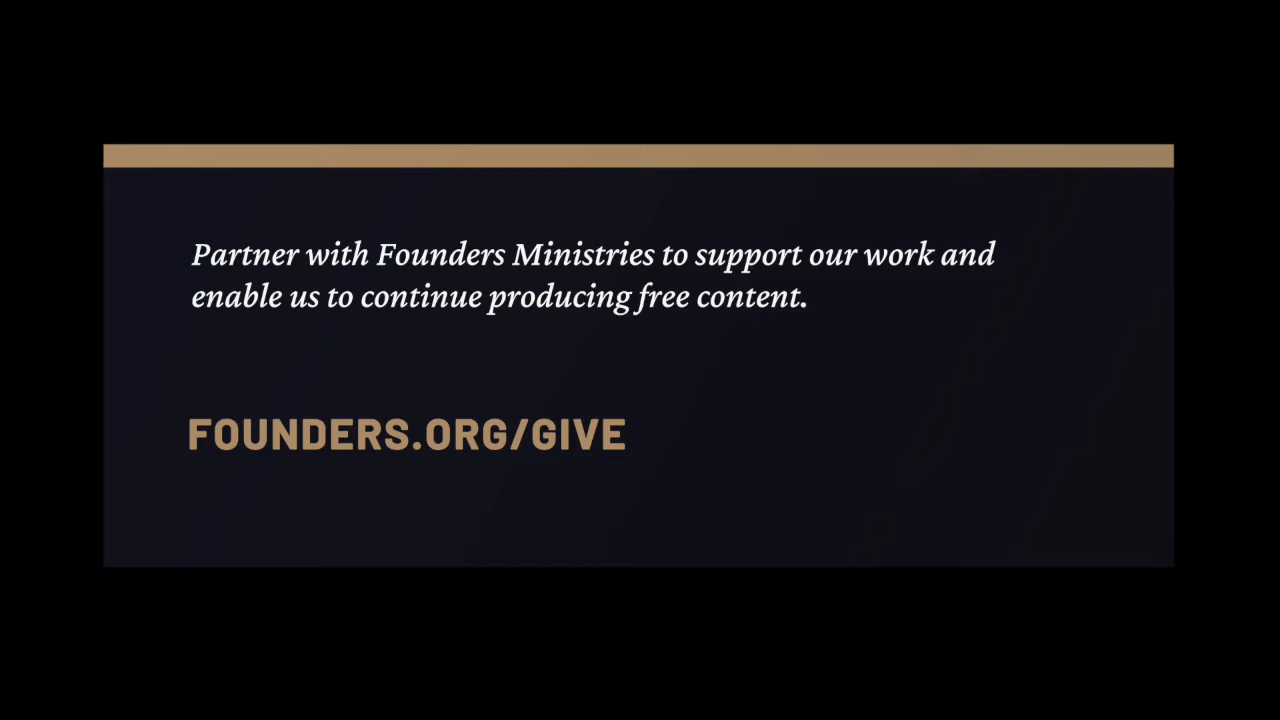 Partner with Founders Ministries to support our work and
enable us to continue producing free content.
FOUNDERS.ORG/GIVE